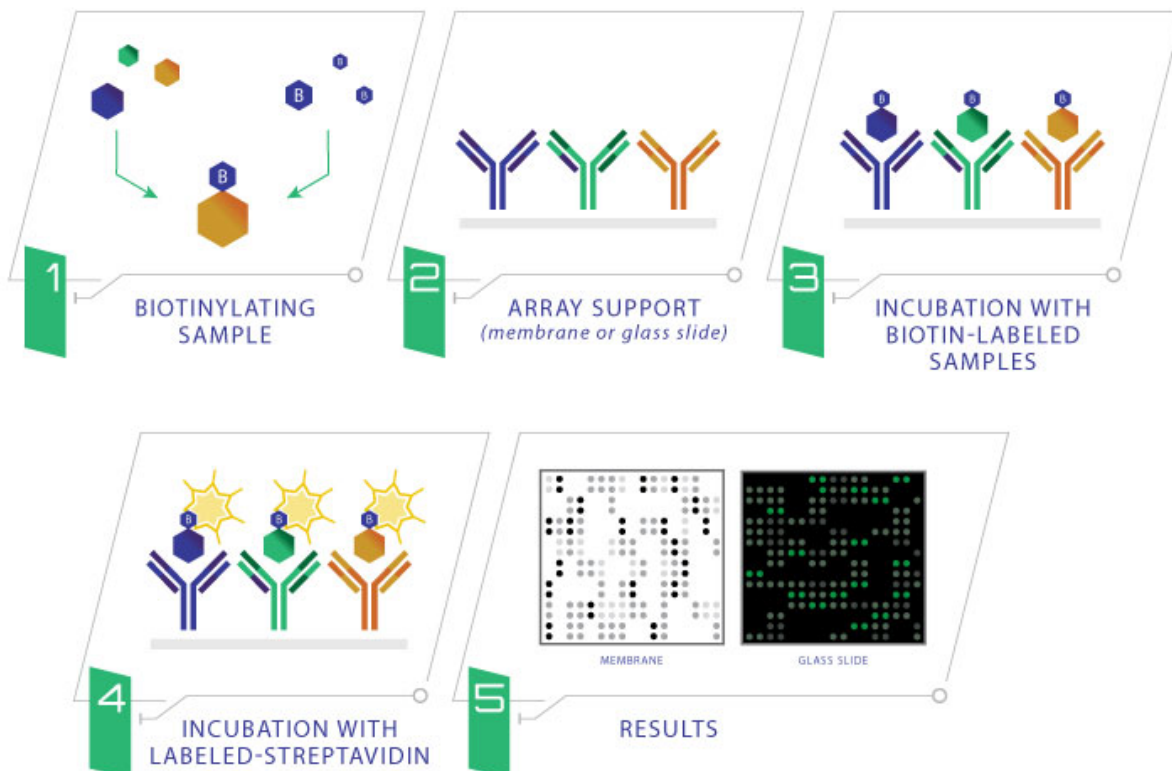 B
B
B
B
1
BIOTINYLATING
SAMPLE
2
ARRAY SUPPORT
(membrane or glass slide)
B
B
B
3
INCUBATION WITH
BIOTIN-LABELED
SAMPLES
B
B
B
4
INCUBATION WITH
LABELED-STREPTAVIDIN
MEMBRANE
GLASS SLIDE
5
RESULTS